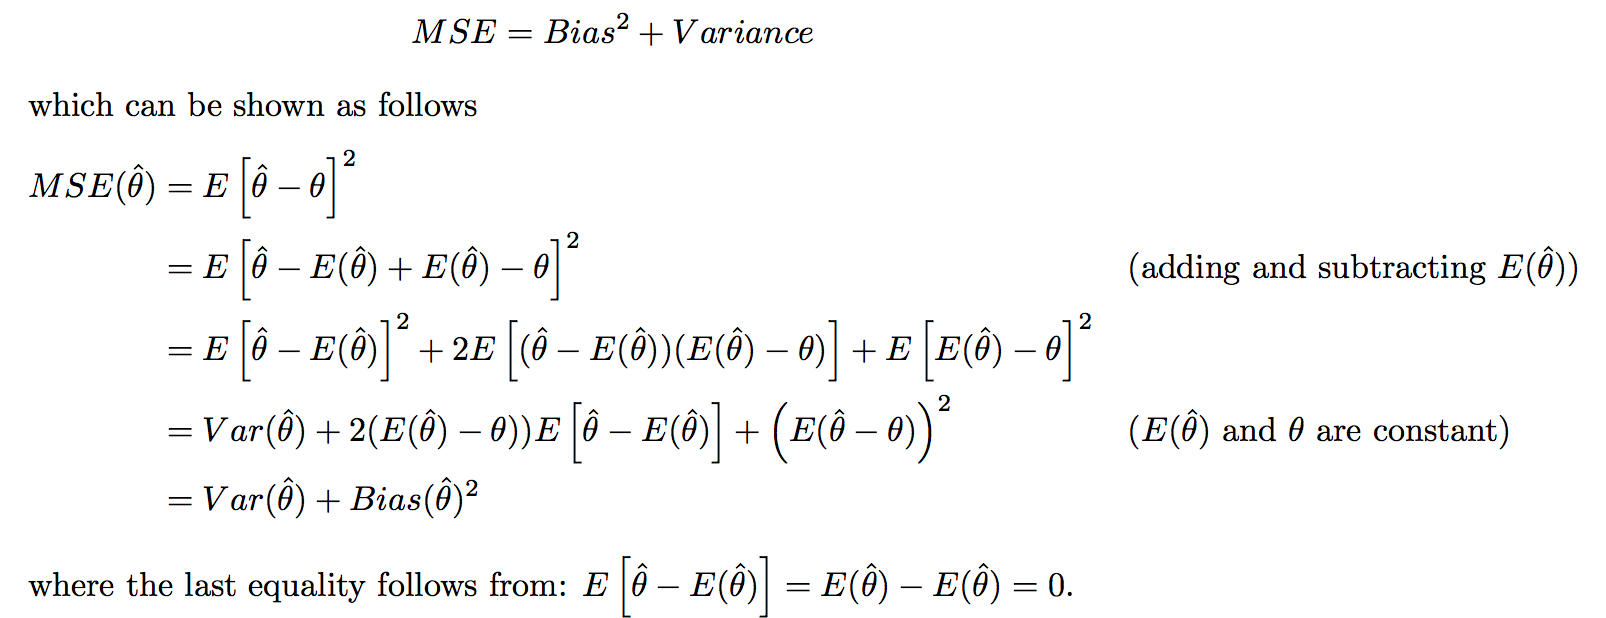 MSE = Bias² + Variance
which can be shown as follows
MSE(θ̂) = E [θ̂ − θ]²
= E [θ̂ − E(θ̂) + E(θ̂) − θ]² (adding and subtracting E(θ̂))
= E [θ̂ − E(θ̂)]² + 2E [(θ̂ − E(θ̂))(E(θ̂) − θ)] + E [E(θ̂) − θ]²
= Var(θ̂) + 2(E(θ̂) − θ))E [θ̂ − E(θ̂)] + (E(θ̂ − θ))² (E(θ̂) and θ are constant)
= Var(θ̂) + Bias(θ̂)²
where the last equality follows from: E [θ̂ − E(θ̂)] = E(θ̂) − E(θ̂) = 0.